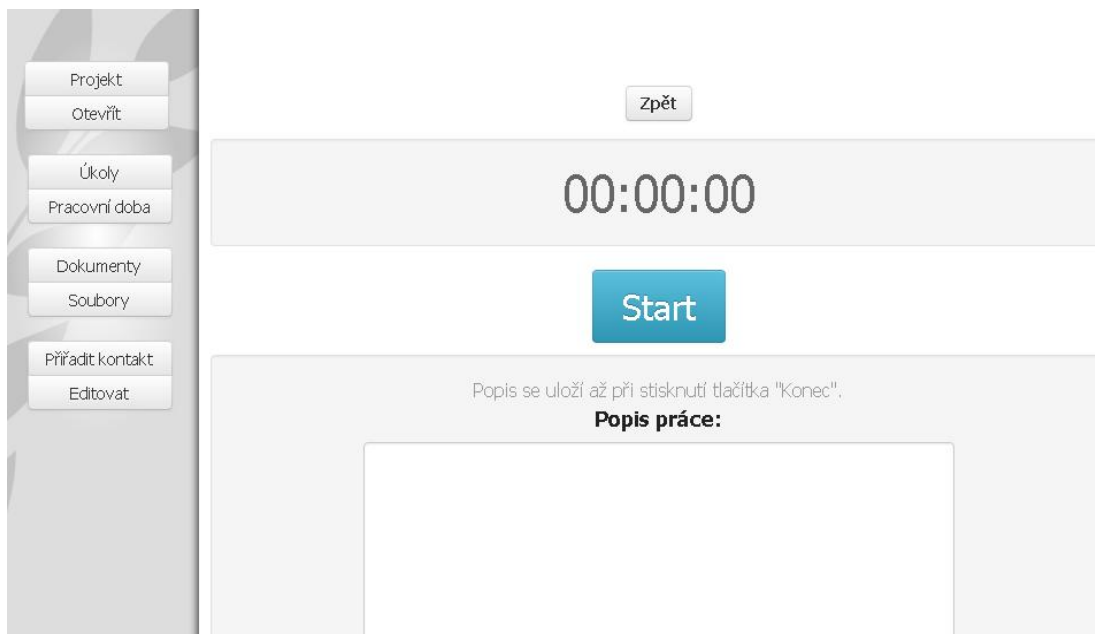 Projekt
Otevřít
Úkoly
Pracovní doba
Dokumenty
Soubory
Přiřadit kontakt
Editovat
Zpět
00:00:00
Start
Popis se uloží až při stisknutí tlačítka "Konec".
Popis práce: